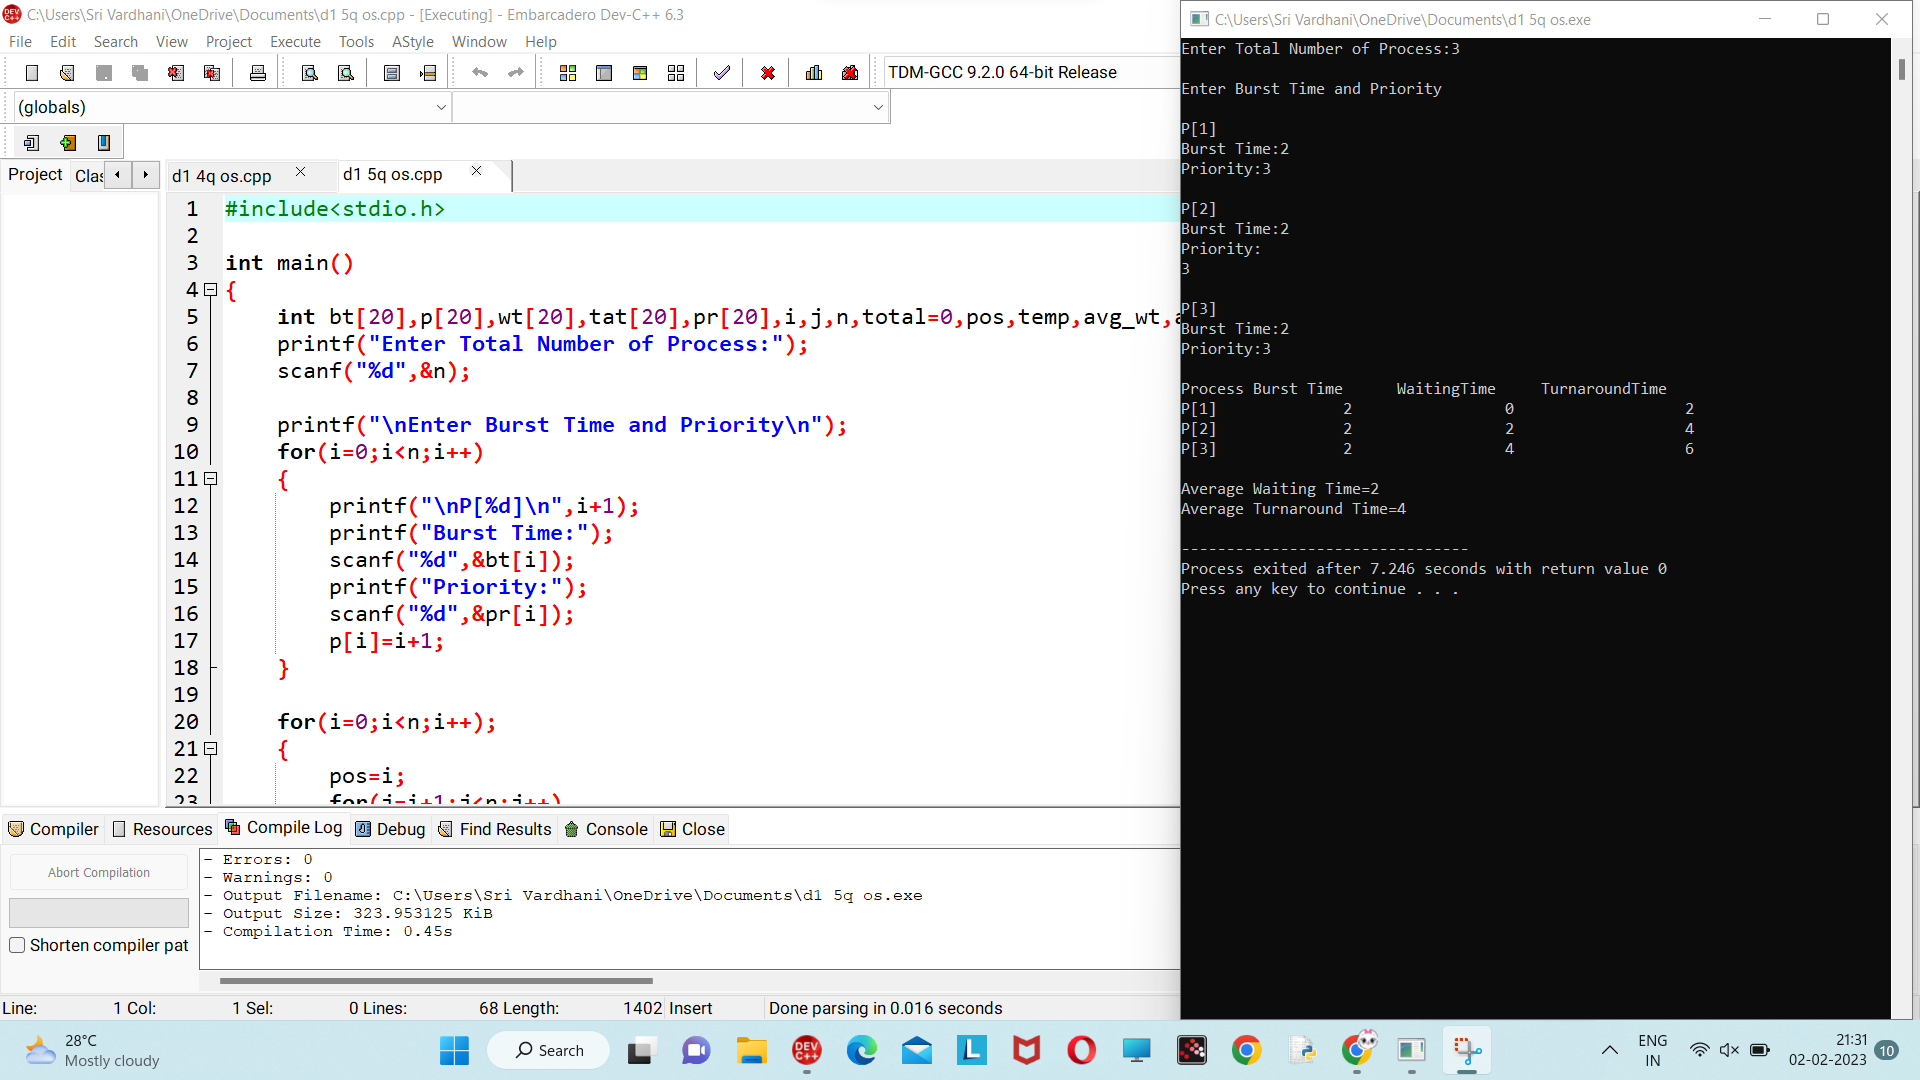 C:\Users\Sri Vardhani\OneDrive\Documents\d1 5q os.cpp - [Executing] - Embarcadero Dev-C++ 6.3
File Edit Search View Project Execute Tools AStyle Window Help
TDM-GCC 9.2.0 64-bit Release
(globals)
Project Clas
d1 4q os.cpp d1 5q os.cpp
1 #include<stdio.h>
2
3 int main()
4 {
5 int bt[20],p[20],wt[20],tat[20],pr[20],i,j,n,total=0,pos,temp,avg_wt,
6 printf("Enter Total Number of Process:");
7 scanf("%d",&n);
8
9 printf("\nEnter Burst Time and Priority\n");
10 for(i=0;i<n;i++)
11 {
12 printf("\nP[%d]\n",i+1);
13 printf("Burst Time:");
14 scanf("%d",&bt[i]);
15 printf("Priority:");
16 scanf("%d",&pr[i]);
17 p[i]=i+1;
18 }
19
20 for(i=0;i<n;i++);
21 {
22 pos=i;
23 for(j=i+1;j<n;j++)
Compiler Resources Compile Log Debug Find Results Console Close
Abort Compilation
Shorten compiler pat
- Errors: 0
- Warnings: 0
- Output Filename: C:\Users\Sri Vardhani\OneDrive\Documents\d1 5q os.exe
- Output Size: 323.953125 KiB
- Compilation Time: 0.45s
Line: 1 Col: 1 Sel: 0 Lines: 68 Length: 1402 Insert Done parsing in 0.016 seconds
C:\Users\Sri Vardhani\OneDrive\Documents\d1 5q os.exe
Enter Total Number of Process:3
Enter Burst Time and Priority
P[1]
Burst Time:2
Priority:3
P[2]
Burst Time:2
Priority:
3
P[3]
Burst Time:2
Priority:3
Process Burst Time WaitingTime TurnaroundTime
P[1] 2 0 2
P[2] 2 2 4
P[3] 2 4 6
Average Waiting Time=2
Average Turnaround Time=4
--------------------------------
Process exited after 7.246 seconds with return value 0
Press any key to continue . . .
28°C
Mostly cloudy
Search
DEV C++
L
ENG
IN
21:31
02-02-2023
10